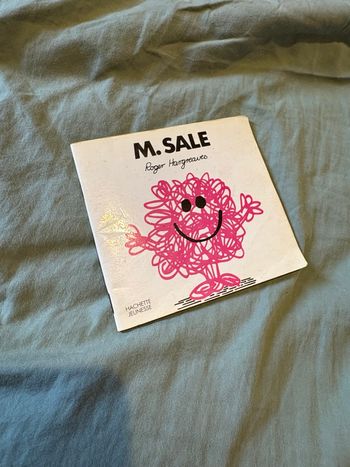 M. SALE
Roger Hargreaves
HACHETTE
JEUNESSE